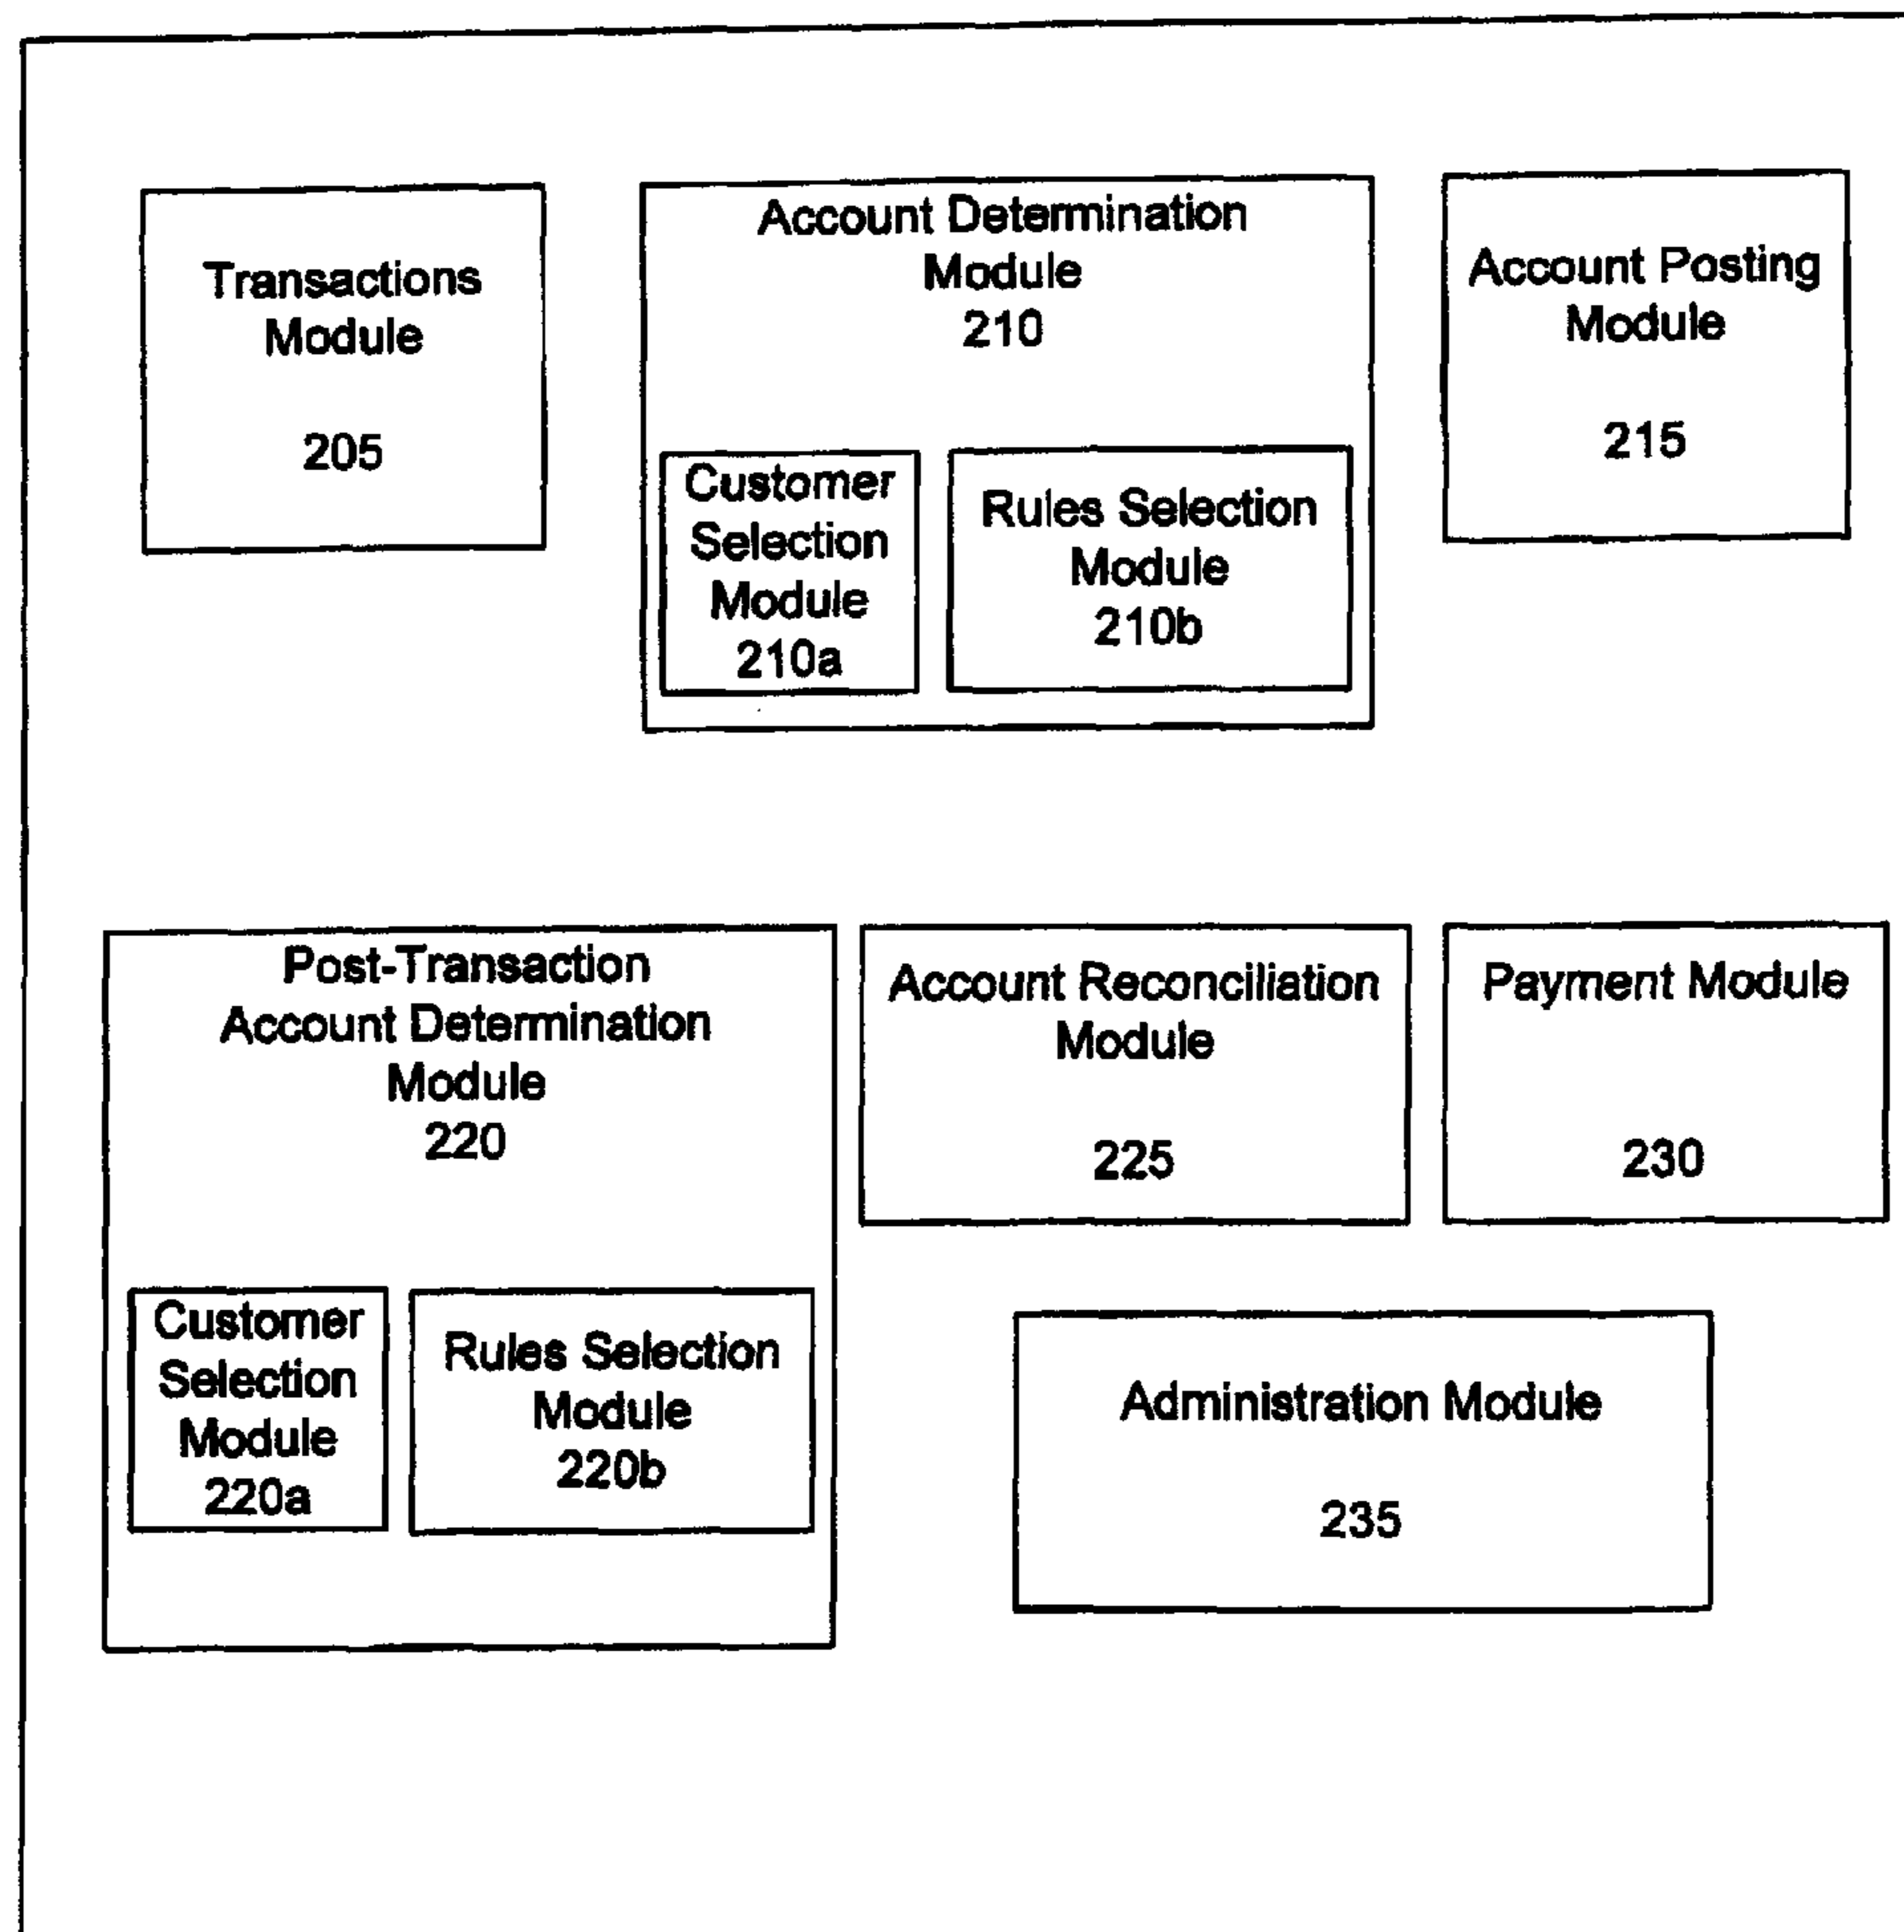 Transactions
Module
205
Account Determination
Module
210
Customer
Selection
Module
210a
Rules Selection
Module
210b
Account Posting
Module
215
Post-Transaction
Account Determination
Module
220
Customer
Selection
Module
220a
Rules Selection
Module
220b
Account Reconciliation
Module
225
Payment Module
230
Administration Module
235